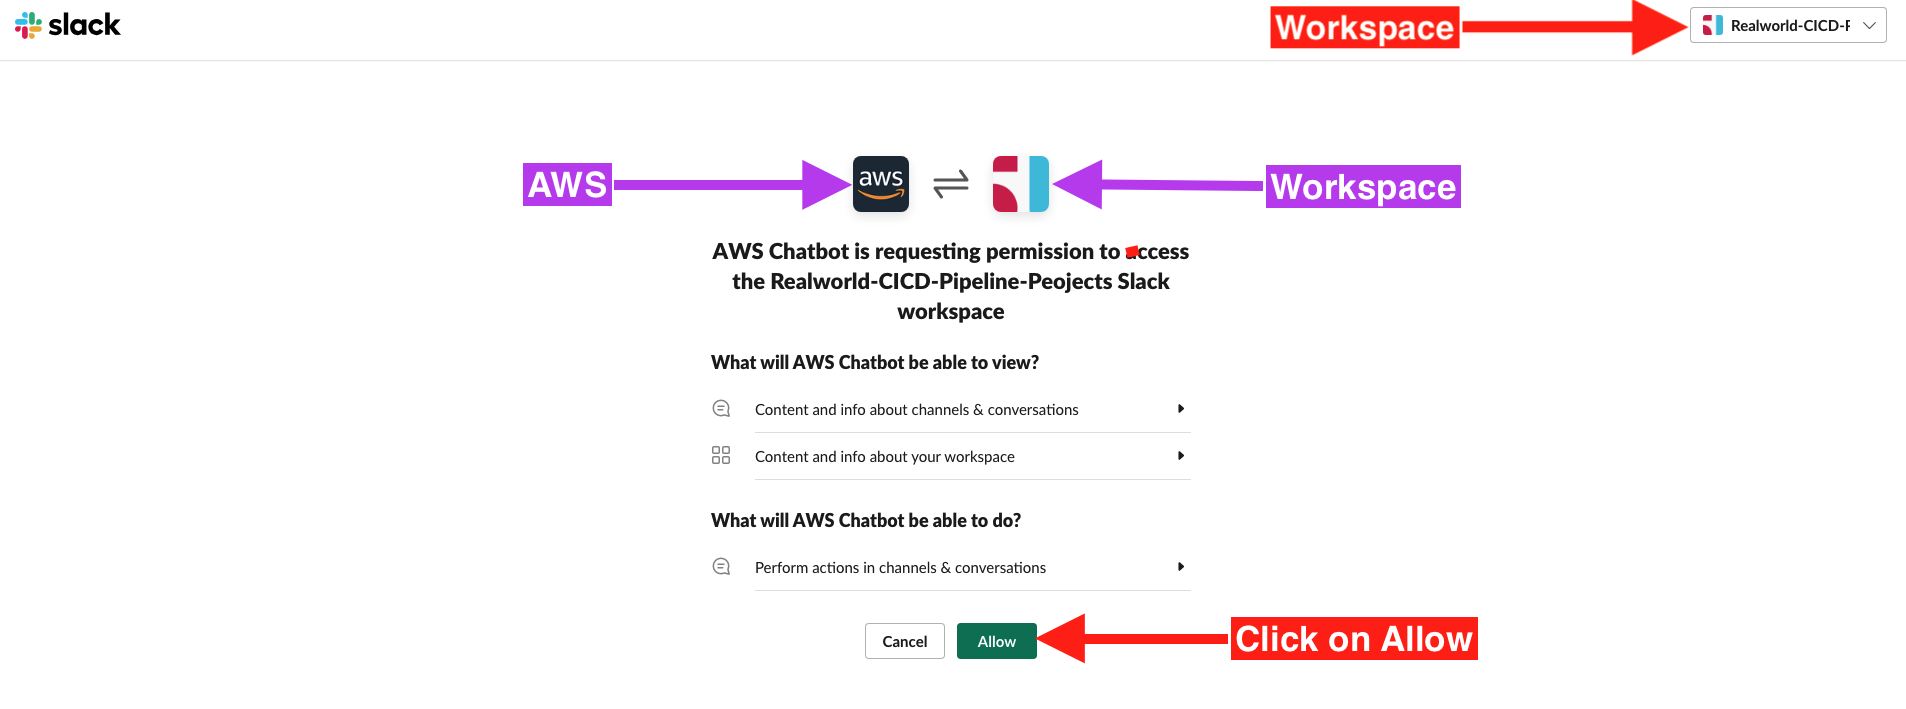 slack
Workspace
Realworld-CICD-P
AWS
aws
Workspace
AWS Chatbot is requesting permission to access
the Realworld-CICD-Pipeline-Peojects Slack
workspace
What will AWS Chatbot be able to view?
Content and info about channels & conversations
Content and info about your workspace
What will AWS Chatbot be able to do?
Perform actions in channels & conversations
Cancel
Allow
Click on Allow